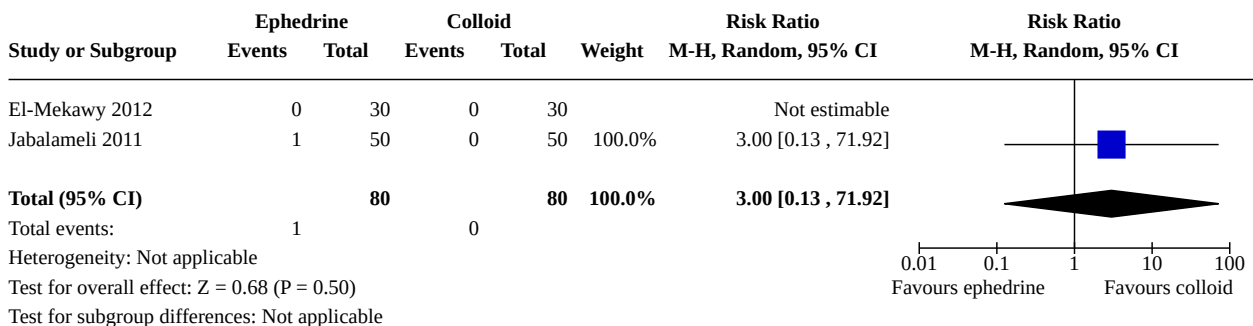 Ephedrine Colloid Risk Ratio Risk Ratio
Study or Subgroup Events Total Events Total Weight M-H, Random, 95% CI M-H, Random, 95% CI
El-Mekawy 2012 0 30 0 30 Not estimable
Jabalameli 2011 1 50 0 50 100.0% 3.00 [0.13 , 71.92]
Total (95% CI) 80 80 100.0% 3.00 [0.13 , 71.92]
Total events: 1 0
Heterogeneity: Not applicable
0.01 0.1 1 10 100
Test for overall effect: Z = 0.68 (P = 0.50)
Favours ephedrine Favours colloid
Test for subgroup differences: Not applicable